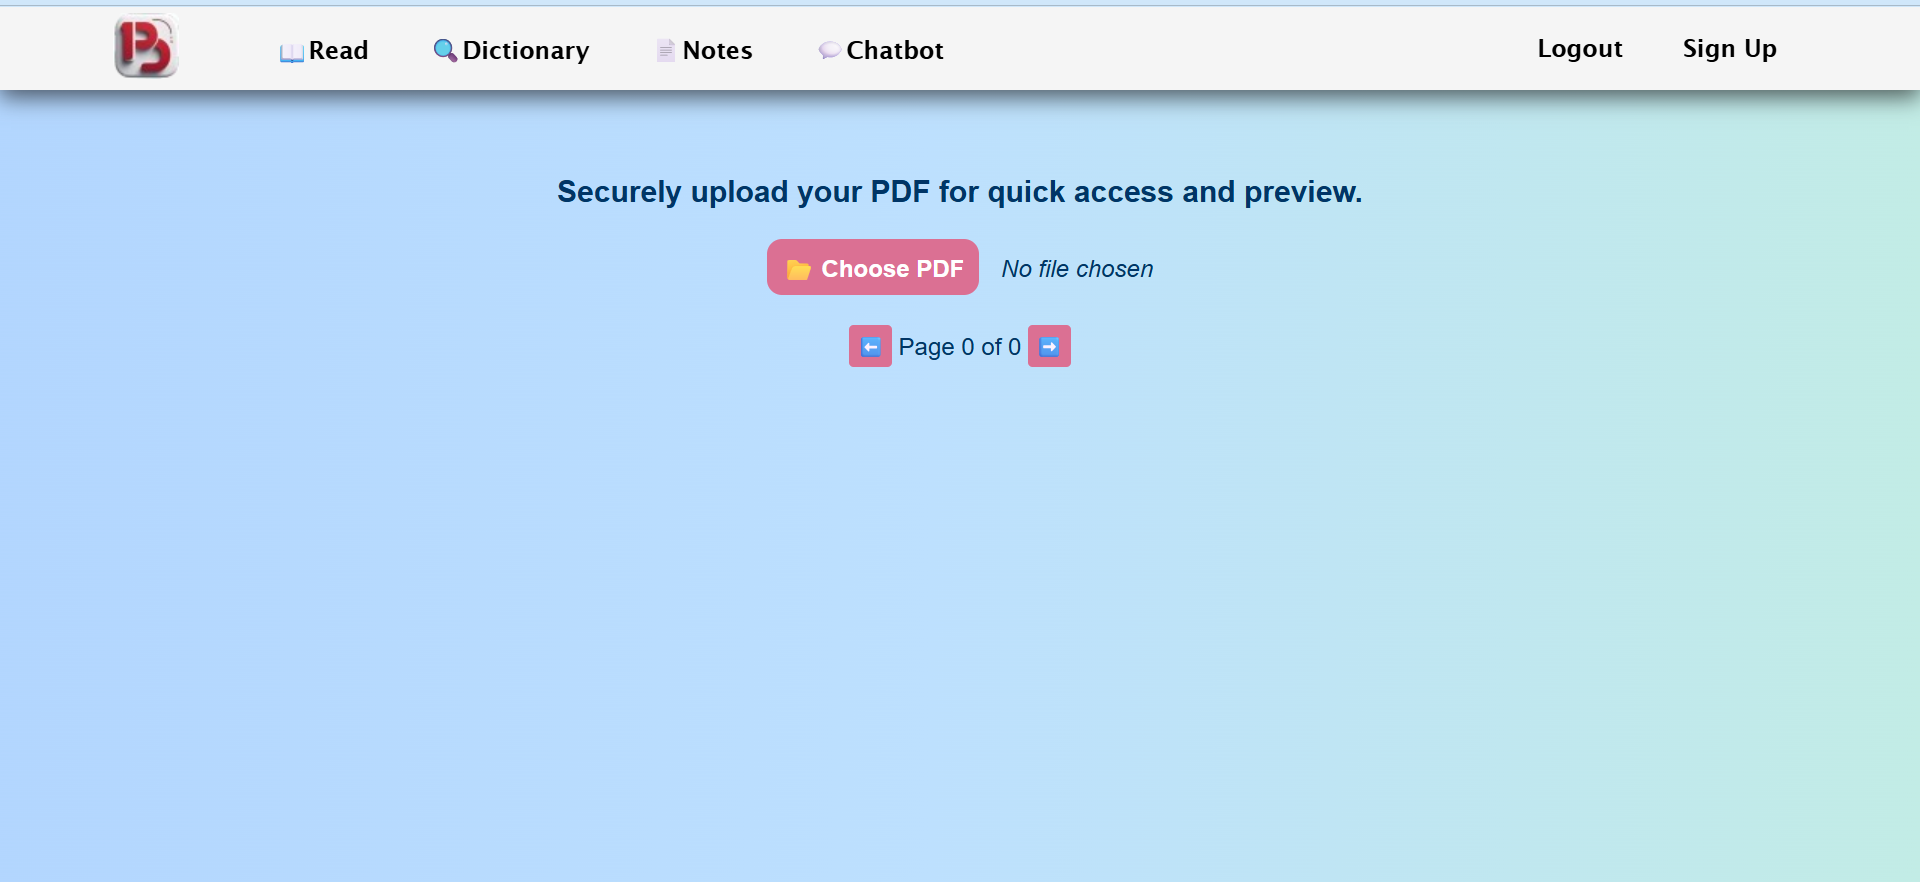 📖Read 🔍Dictionary 📄Notes 💬Chatbot Logout Sign Up
Securely upload your PDF for quick access and preview.
📂 Choose PDF No file chosen
⬅️ Page 0 of 0 ➡️